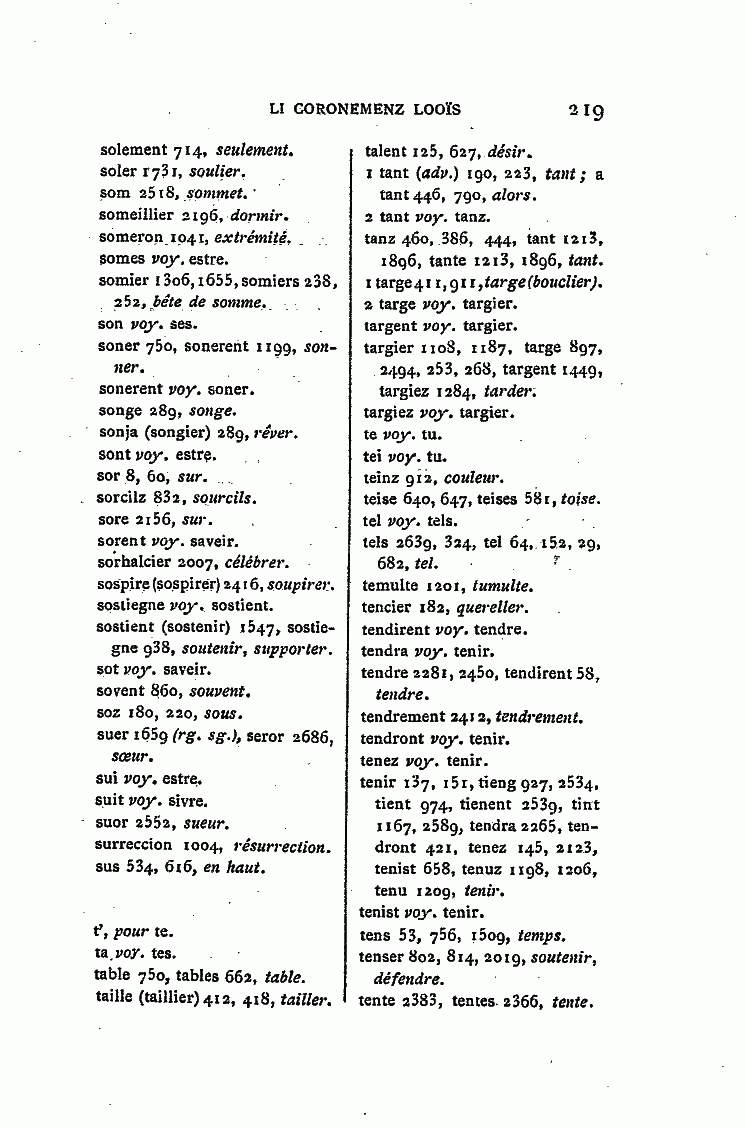 LI CORONEMENZ LOOÏS 219
solement 714, seulement.
soler 1731, soulier.
som 2518, sommet.
someillier 2196, dormir.
someron 1041, extrémité.
somes voy. estre.
somier 1306, 1655, somiers 238,
252, bête de somme.
son voy. ses.
soner 750, sonerent 1199, son-
ner.
sonerent voy. soner.
songe 289, songe.
sonja (songier) 289, rêver.
sont voy. estre.
sor 8, 60, sur.
sorcilz 832, sourcils.
sore 2156, sur.
sorent voy. saveir.
sorhalcier 2007, célébrer.
sospire (sospirer) 2416, soupirer.
sostiegne voy. sostient.
sostient (sostenir) 1547, sostie-
gne 938, soutenir, supporter.
sot voy. saveir.
sovent 860, souvent.
soz 180, 220, sous.
suer 1659 (rg. sg.), seror 2686,
sœur.
sui voy. estre.
suit voy. sivre.
suor 2552, sueur.
surreccion 1004, résurrection.
sus 534, 616, en haut.
t', pour te.
ta voy. tes.
table 750, tables 662, table.
taille (taillier) 412, 418, tailler.
talent 125, 627, désir.
1 tant (adv.) 190, 223, tant; a
tant 446, 790, alors.
2 tant voy. tanz.
tanz 460, 386, 444, tant 1213,
1896, tante 1213, 1896, tant.
1 targe 411, 911, targe (bouclier).
2 targe voy. targier.
targent voy. targier.
targier 1108, 1187, targe 897,
2494, 253, 268, targent 1449,
targiez 1284, tarder.
targiez voy. targier.
te voy. tu.
tei voy. tu.
teinz 912, couleur.
teise 640, 647, teises 581, toise.
tel voy. tels.
tels 2639, 324, tel 64, 152, 29,
682, tel.
temulte 1201, tumulte.
tencier 182, quereller.
tendirent voy. tendre.
tendra voy. tenir.
tendre 2281, 2450, tendirent 58,
tendre.
tendrement 2412, tendrement.
tendront voy. tenir.
tenez voy. tenir.
tenir 137, 151, tieng 927, 2534,
tient 974, tienent 2539, tint
1167, 2589, tendra 2265, ten-
dront 421, tenez 145, 2123,
tenist 658, tenuz 1198, 1206,
tenu 1209, tenir.
tenist voy. tenir.
tens 53, 756, 1509, temps.
tenser 802, 814, 2019, soutenir,
défendre.
tente 2383, tentes 2366, tente.